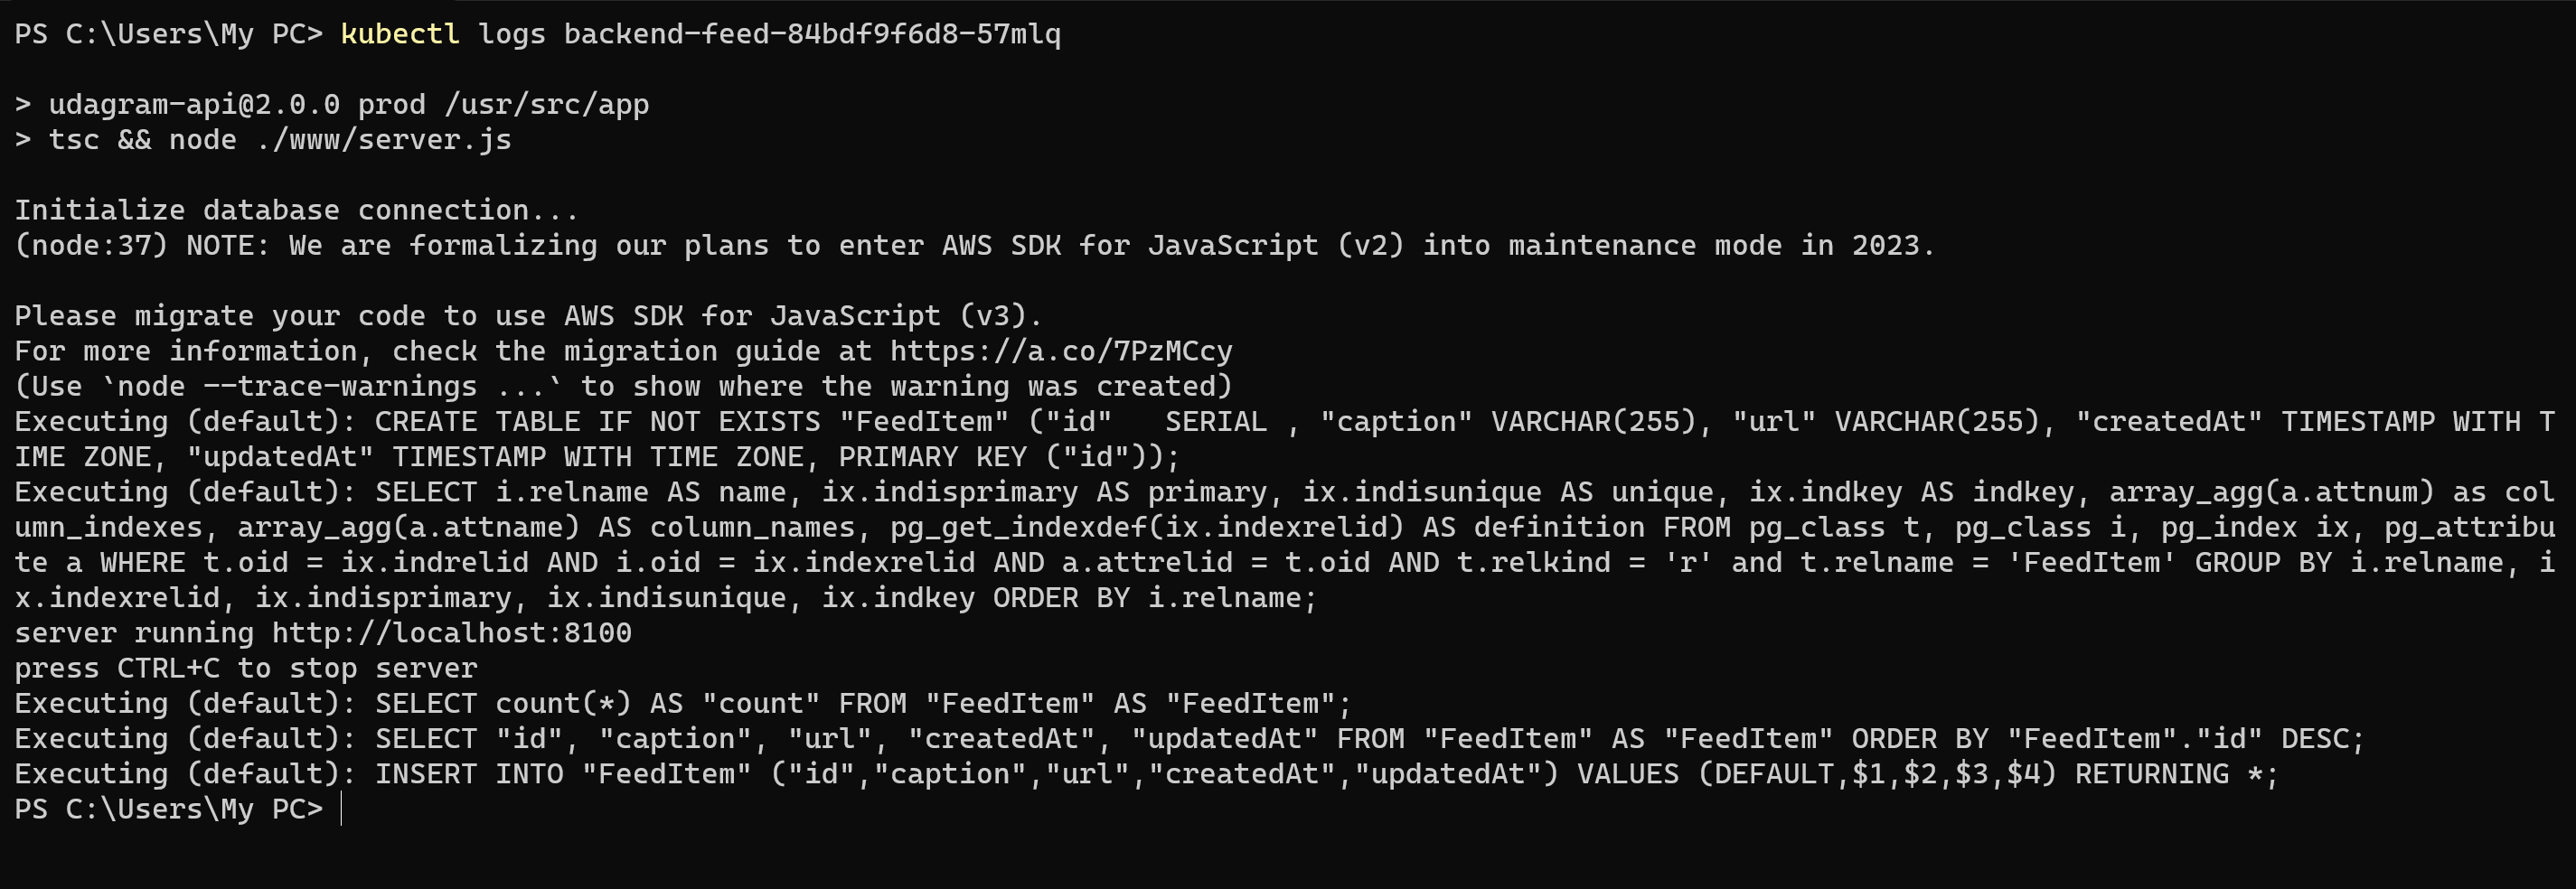 PS C:\Users\My PC> kubectl logs backend-feed-84bdf9f6d8-57mlq
> udagram-api@2.0.0 prod /usr/src/app
> tsc && node ./www/server.js
Initialize database connection...
(node:37) NOTE: We are formalizing our plans to enter AWS SDK for JavaScript (v2) into maintenance mode in 2023.
Please migrate your code to use AWS SDK for JavaScript (v3).
For more information, check the migration guide at https://a.co/7PzMCcy
(Use `node --trace-warnings ...` to show where the warning was created)
Executing (default): CREATE TABLE IF NOT EXISTS "FeedItem" ("id"   SERIAL , "caption" VARCHAR(255), "url" VARCHAR(255), "createdAt" TIMESTAMP WITH T
IME ZONE, "updatedAt" TIMESTAMP WITH TIME ZONE, PRIMARY KEY ("id"));
Executing (default): SELECT i.relname AS name, ix.indisprimary AS primary, ix.indisunique AS unique, ix.indkey AS indkey, array_agg(a.attnum) as col
umn_indexes, array_agg(a.attname) AS column_names, pg_get_indexdef(ix.indexrelid) AS definition FROM pg_class t, pg_class i, pg_index ix, pg_attribu
te a WHERE t.oid = ix.indrelid AND i.oid = ix.indexrelid AND a.attrelid = t.oid AND t.relkind = 'r' and t.relname = 'FeedItem' GROUP BY i.relname, i
x.indexrelid, ix.indisprimary, ix.indisunique, ix.indkey ORDER BY i.relname;
server running http://localhost:8100
press CTRL+C to stop server
Executing (default): SELECT count(*) AS "count" FROM "FeedItem" AS "FeedItem";
Executing (default): SELECT "id", "caption", "url", "createdAt", "updatedAt" FROM "FeedItem" AS "FeedItem" ORDER BY "FeedItem"."id" DESC;
Executing (default): INSERT INTO "FeedItem" ("id","caption","url","createdAt","updatedAt") VALUES (DEFAULT,$1,$2,$3,$4) RETURNING *;
PS C:\Users\My PC>